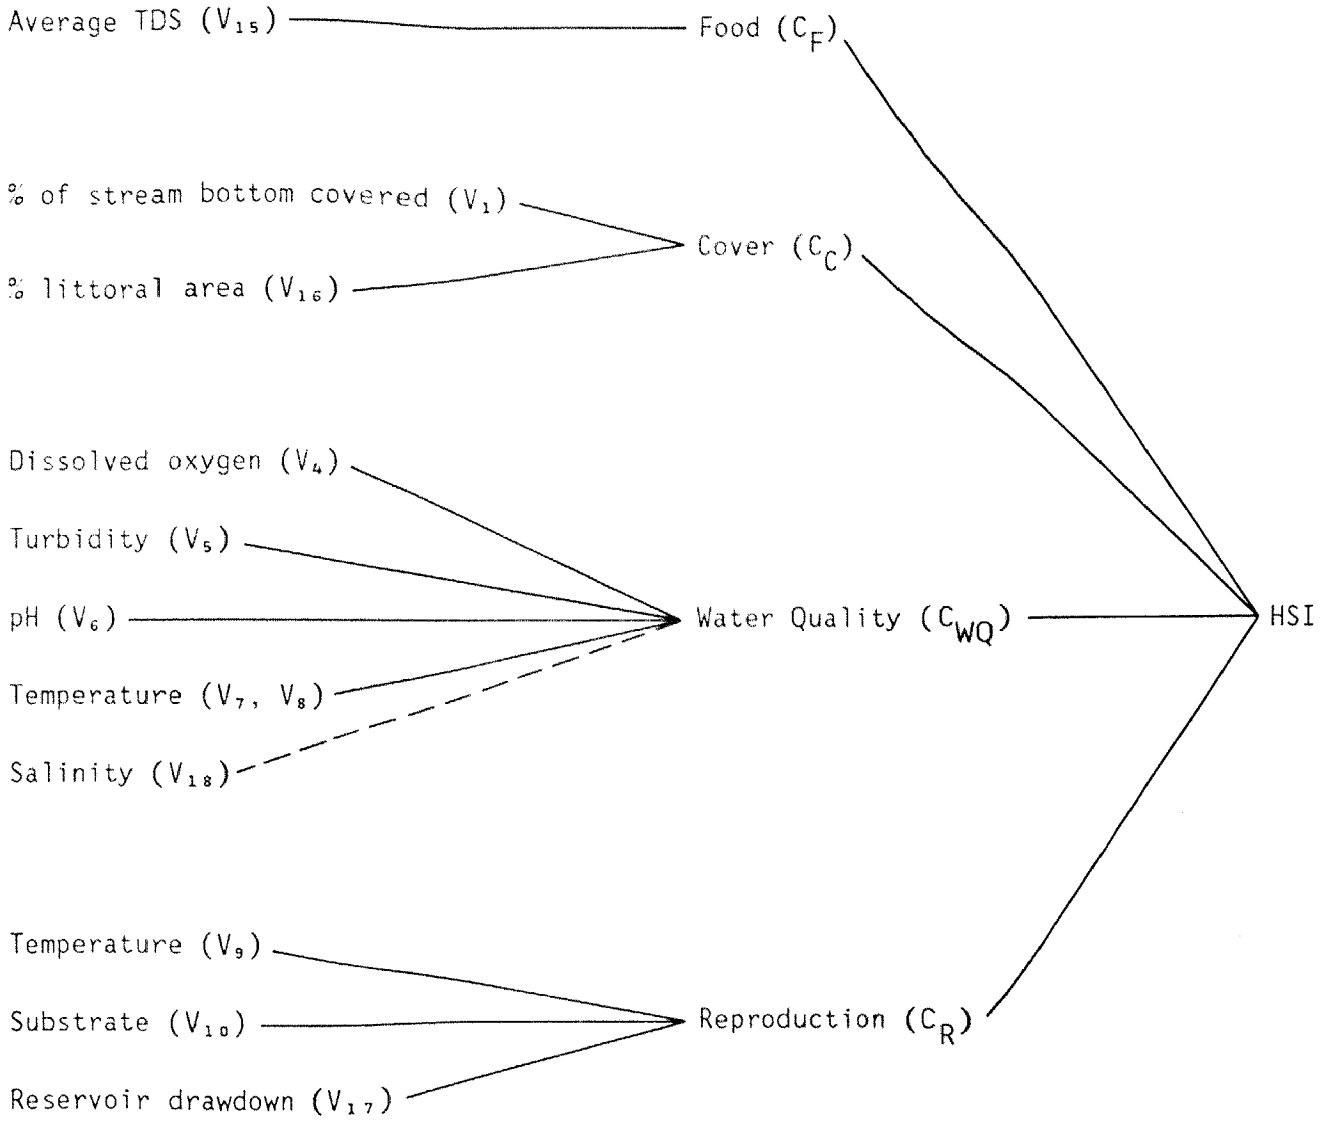 Average TDS (V₁₅)
Food (C_F)
% of stream bottom covered (V₁)
Cover (C_C)
% littoral area (V₁₆)
Dissolved oxygen (V₄)
Turbidity (V₅)
pH (V₆)
Water Quality (C_WQ)
HSI
Temperature (V₇, V₈)
Salinity (V₁₈)
Temperature (V₉)
Substrate (V₁₀)
Reproduction (C_R)
Reservoir drawdown (V₁₇)